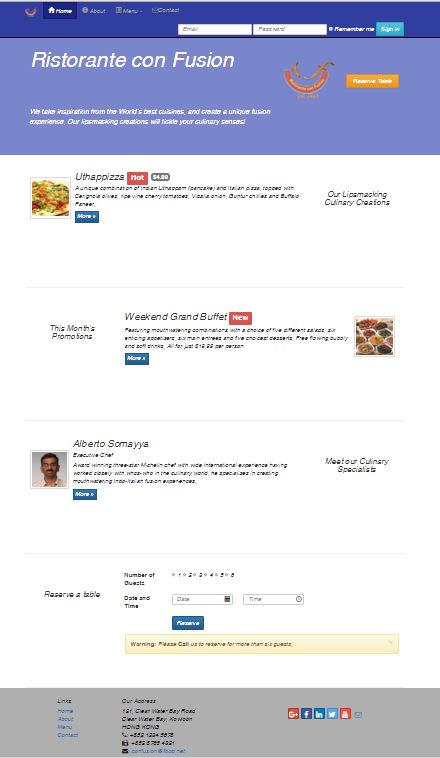 Home About Menu Contact
Email Password Remember me Sign in
Ristorante con Fusion
Reserve Table
We take inspiration from the World's best cuisines, and create a unique fusion
experience. Our lipsmacking creations will tickle your culinary senses!
Uthappizza Hot $4.99
A unique combination of Indian Uthappam (pancake) and Italian pizza, topped with
Cerignola olives, ripe vine cherry tomatoes, Vidalia onion, Guntur chillies and Buffalo
Paneer.
More »
Our Lipsmacking
Culinary Creations
This Month's
Promotions
Weekend Grand Buffet New
Featuring mouthwatering combinations with a choice of five different salads, six
enticing appetizers, six main entrees and five choicest desserts. Free flowing bubbly
and soft drinks. All for just $19.99 per person
More »
Alberto Somayya
Executive Chef
Award winning three-star Michelin chef with wide International experience having
worked closely with whos-who in the culinary world, he specializes in creating
mouthwatering Indo-Italian fusion experiences.
More »
Meet our Culinary
Specialists
Reserve a table
Number of
Guests
1 2 3 4 5 6
Date and
Time
Date Time
Reserve
Warning: Please Call us to reserve for more than six guests.
Links
Home
About
Menu
Contact
Our Address
121, Clear Water Bay Road
Clear Water Bay, Kowloon
HONG KONG
: +852 1234 5678
: +852 8765 4321
: confusion@food.net